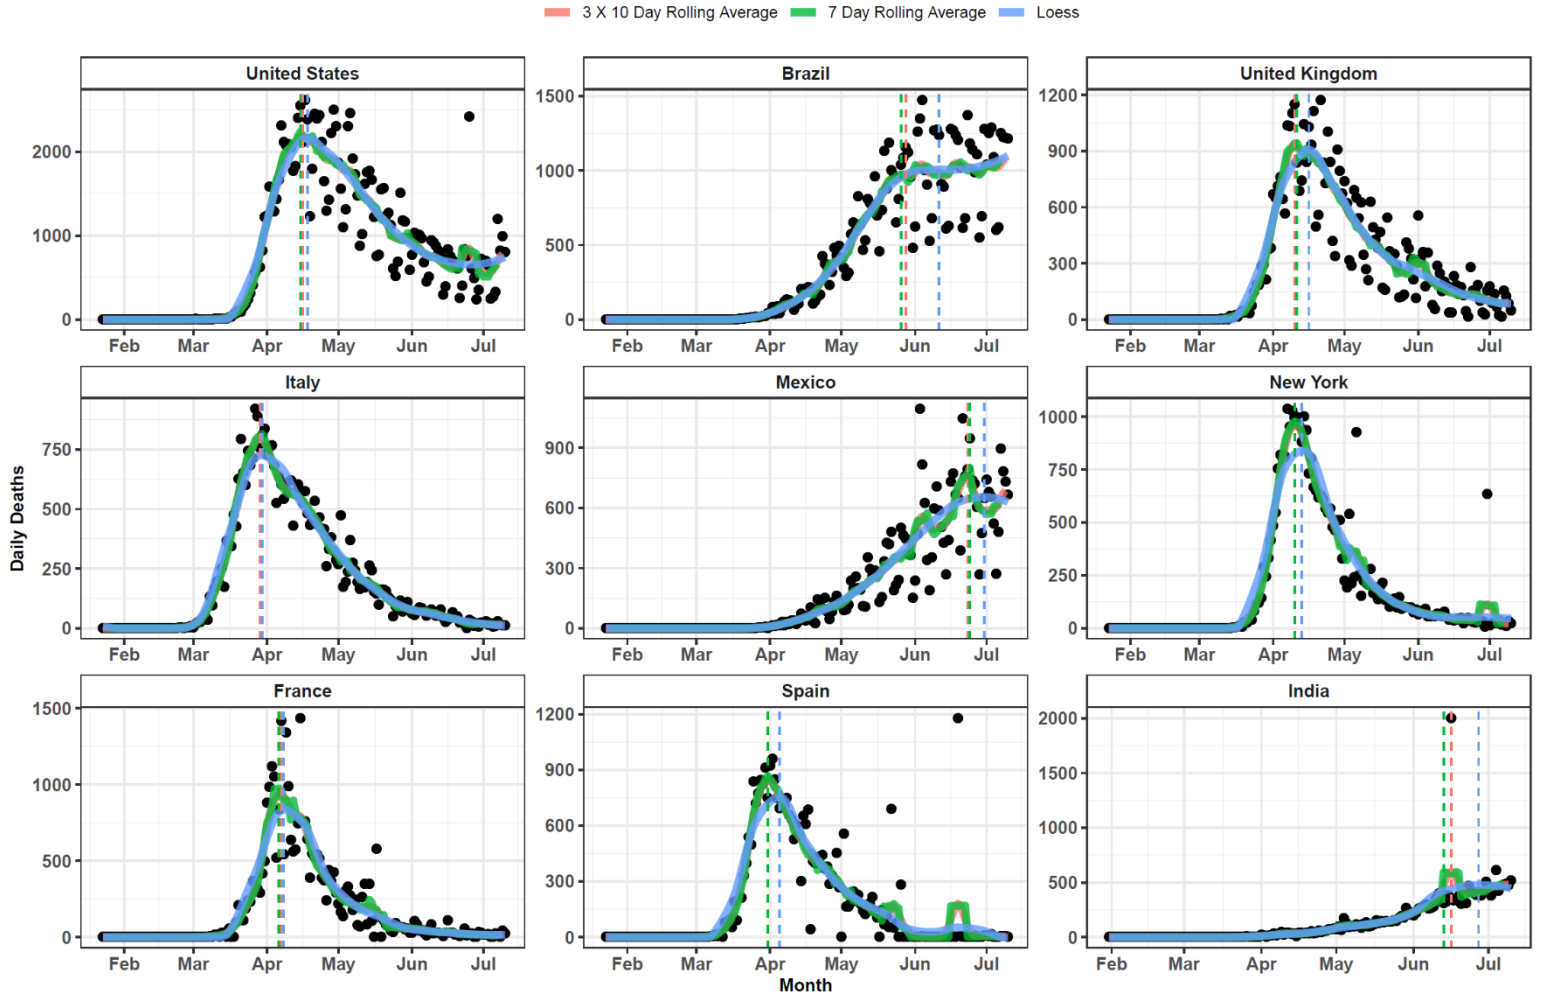 3 X 10 Day Rolling Average 7 Day Rolling Average Loess
United States Brazil United Kingdom
2000
1000
0
Feb Mar Apr May Jun Jul
1500
1000
500
0
Feb Mar Apr May Jun Jul
1200
900
600
300
0
Feb Mar Apr May Jun Jul
Italy Mexico New York
750
500
250
0
Feb Mar Apr May Jun Jul
900
600
300
0
Feb Mar Apr May Jun Jul
1000
750
500
250
0
Feb Mar Apr May Jun Jul
Daily Deaths
France Spain India
1500
1000
500
0
Feb Mar Apr May Jun Jul
1200
900
600
300
0
Feb Mar Apr May Jun Jul
2000
1500
1000
500
0
Feb Mar Apr May Jun Jul
Month